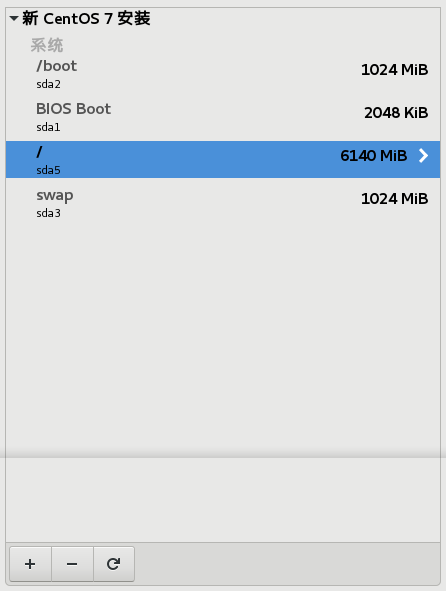 新 CentOS 7 安装
系统
/boot
1024 MiB
sda2
BIOS Boot
2048 KiB
sda1
/
6140 MiB
sda5
swap
1024 MiB
sda3